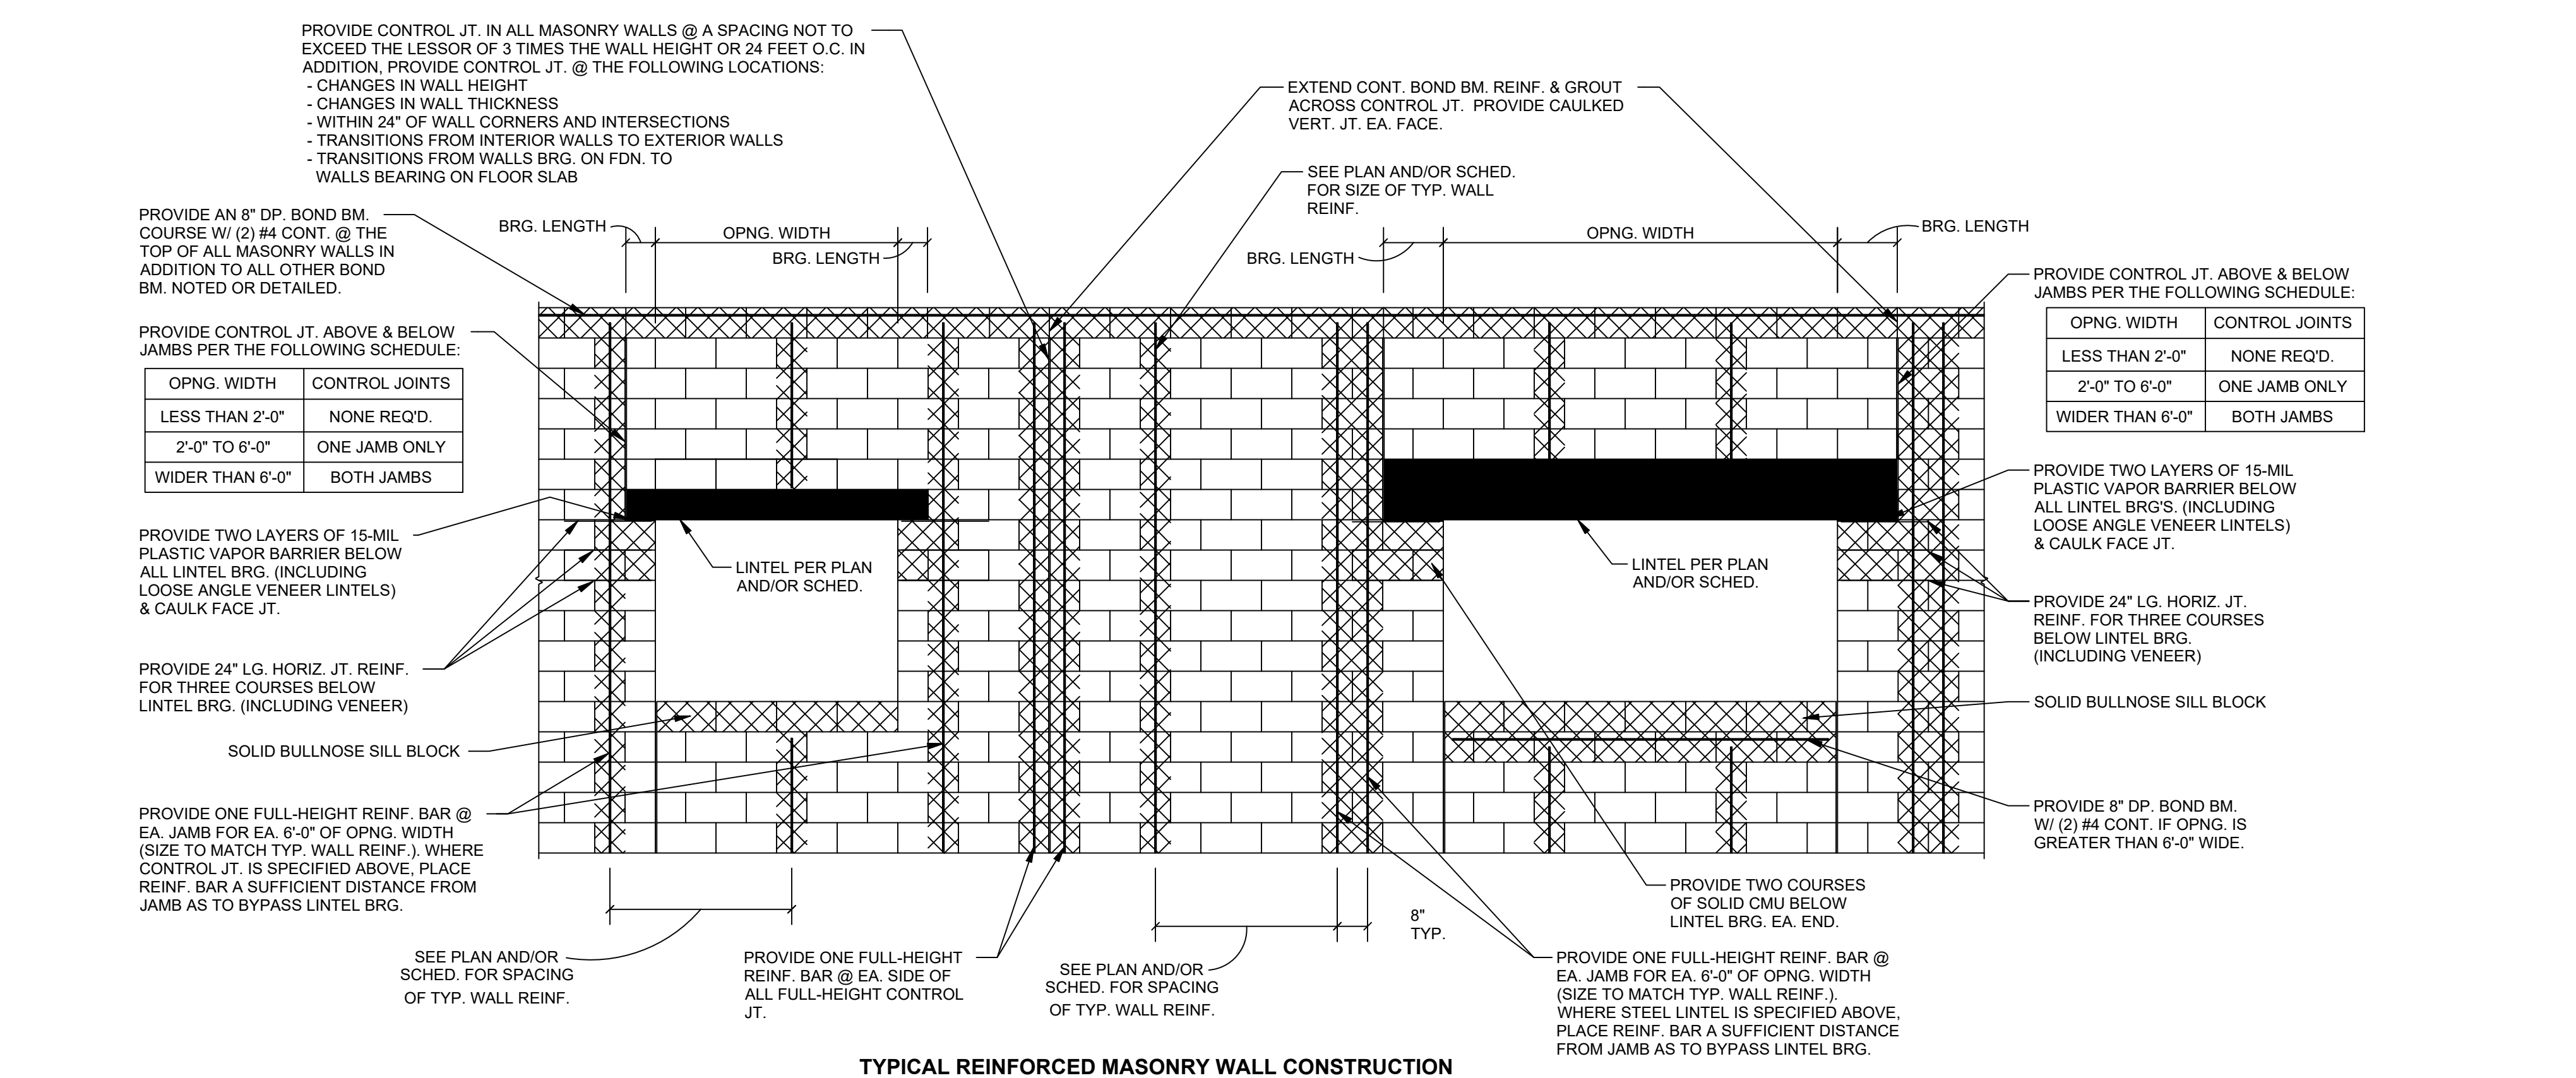 PROVIDE CONTROL JT. IN ALL MASONRY WALLS @ A SPACING NOT TO
EXCEED THE LESSOR OF 3 TIMES THE WALL HEIGHT OR 24 FEET O.C. IN
ADDITION, PROVIDE CONTROL JT. @ THE FOLLOWING LOCATIONS:
- CHANGES IN WALL HEIGHT
- CHANGES IN WALL THICKNESS
- WITHIN 24" OF WALL CORNERS AND INTERSECTIONS
- TRANSITIONS FROM INTERIOR WALLS TO EXTERIOR WALLS
- TRANSITIONS FROM WALLS BRG. ON FDN. TO
WALLS BEARING ON FLOOR SLAB
EXTEND CONT. BOND BM. REINF. & GROUT
ACROSS CONTROL JT. PROVIDE CAULKED
VERT. JT. EA. FACE.
SEE PLAN AND/OR SCHED.
FOR SIZE OF TYP. WALL
REINF.
PROVIDE AN 8" DP. BOND BM.
COURSE W/ (2) #4 CONT. @ THE
TOP OF ALL MASONRY WALLS IN
ADDITION TO ALL OTHER BOND
BM. NOTED OR DETAILED.
BRG. LENGTH
OPNG. WIDTH
BRG. LENGTH
BRG. LENGTH
OPNG. WIDTH
BRG. LENGTH
PROVIDE CONTROL JT. ABOVE & BELOW
JAMBS PER THE FOLLOWING SCHEDULE:
OPNG. WIDTH CONTROL JOINTS
LESS THAN 2'-0" NONE REQ'D.
2'-0" TO 6'-0" ONE JAMB ONLY
WIDER THAN 6'-0" BOTH JAMBS
PROVIDE CONTROL JT. ABOVE & BELOW
JAMBS PER THE FOLLOWING SCHEDULE:
OPNG. WIDTH CONTROL JOINTS
LESS THAN 2'-0" NONE REQ'D.
2'-0" TO 6'-0" ONE JAMB ONLY
WIDER THAN 6'-0" BOTH JAMBS
PROVIDE TWO LAYERS OF 15-MIL
PLASTIC VAPOR BARRIER BELOW
ALL LINTEL BRG. (INCLUDING
LOOSE ANGLE VENEER LINTELS)
& CAULK FACE JT.
LINTEL PER PLAN
AND/OR SCHED.
LINTEL PER PLAN
AND/OR SCHED.
PROVIDE TWO LAYERS OF 15-MIL
PLASTIC VAPOR BARRIER BELOW
ALL LINTEL BRG'S. (INCLUDING
LOOSE ANGLE VENEER LINTELS)
& CAULK FACE JT.
PROVIDE 24" LG. HORIZ. JT. REINF.
FOR THREE COURSES BELOW
LINTEL BRG. (INCLUDING VENEER)
PROVIDE 24" LG. HORIZ. JT.
REINF. FOR THREE COURSES
BELOW LINTEL BRG.
(INCLUDING VENEER)
SOLID BULLNOSE SILL BLOCK
SOLID BULLNOSE SILL BLOCK
PROVIDE ONE FULL-HEIGHT REINF. BAR @
EA. JAMB FOR EA. 6'-0" OF OPNG. WIDTH
(SIZE TO MATCH TYP. WALL REINF.). WHERE
CONTROL JT. IS SPECIFIED ABOVE, PLACE
REINF. BAR A SUFFICIENT DISTANCE FROM
JAMB AS TO BYPASS LINTEL BRG.
PROVIDE 8" DP. BOND BM.
W/ (2) #4 CONT. IF OPNG. IS
GREATER THAN 6'-0" WIDE.
PROVIDE TWO COURSES
OF SOLID CMU BELOW
LINTEL BRG. EA. END.
8"
TYP.
SEE PLAN AND/OR
SCHED. FOR SPACING
OF TYP. WALL REINF.
PROVIDE ONE FULL-HEIGHT
REINF. BAR @ EA. SIDE OF
ALL FULL-HEIGHT CONTROL
JT.
SEE PLAN AND/OR
SCHED. FOR SPACING
OF TYP. WALL REINF.
PROVIDE ONE FULL-HEIGHT REINF. BAR @
EA. JAMB FOR EA. 6'-0" OF OPNG. WIDTH
(SIZE TO MATCH TYP. WALL REINF.).
WHERE STEEL LINTEL IS SPECIFIED ABOVE,
PLACE REINF. BAR A SUFFICIENT DISTANCE
FROM JAMB AS TO BYPASS LINTEL BRG.
TYPICAL REINFORCED MASONRY WALL CONSTRUCTION